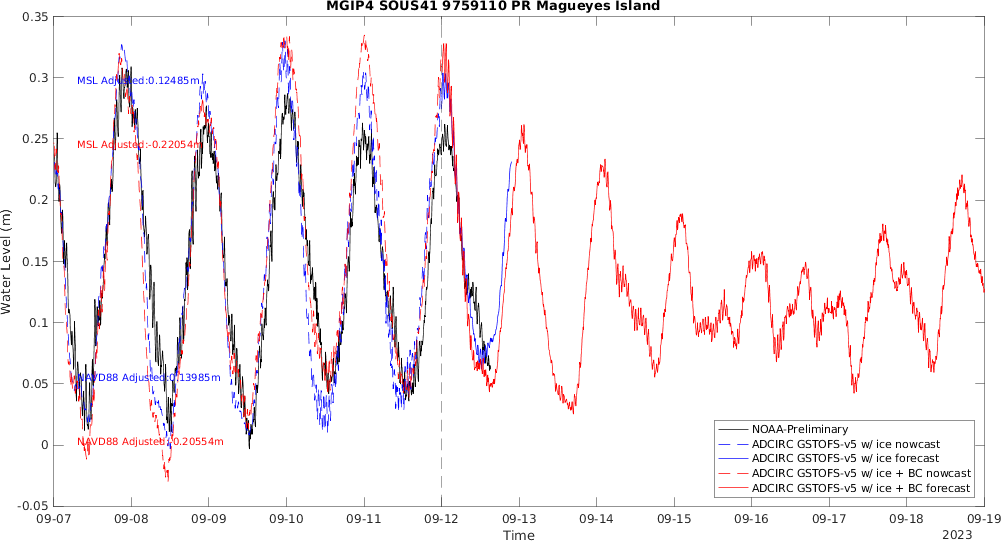 MGIP4 SOUS41 9759110 PR Magueyes Island
Water Level (m)
0.35
0.3
0.25
0.2
0.15
0.1
0.05
0
-0.05
MSL Adjusted:0.12485m
MSL Adjusted:-0.22054m
NAVD88 Adjusted:0.13985m
NAVD88 Adjusted:-0.20554m
NOAA-Preliminary
ADCIRC GSTOFS-v5 w/ ice nowcast
ADCIRC GSTOFS-v5 w/ ice forecast
ADCIRC GSTOFS-v5 w/ ice + BC nowcast
ADCIRC GSTOFS-v5 w/ ice + BC forecast
09-07 09-08 09-09 09-10 09-11 09-12 09-13 09-14 09-15 09-16 09-17 09-18 09-19
Time
2023